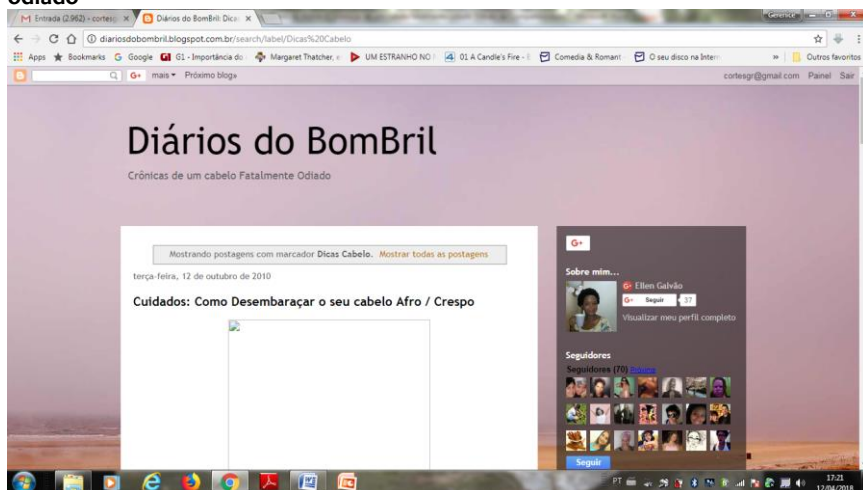 odiado
Entrada (2.962) - cortesg
Diários do BomBril: Dica
Gerenice
diariosdobombril.blogspot.com.br/search/label/Dicas%20Cabelo
Apps Bookmarks Google G1 - Importância do Margaret Thatcher, UM ESTRANHO NO 01 A Candle's Fire - Comedia & Romant O seu disco na Intern » Outros favoritos
G+ mais Próximo blog» cortesgr@gmail.com Painel Sair
Diários do BomBril
Crônicas de um cabelo Fatalmente Odiado
Mostrando postagens com marcador Dicas Cabelo. Mostrar todas as postagens
terça-feira, 12 de outubro de 2010
Cuidados: Como Desembaraçar o seu cabelo Afro / Crespo
G+
Sobre mim...
Ellen Galvão
G+ Seguir 37
Visualizar meu perfil completo
Seguidores
Seguidores (70) Próxima
Seguir
PT 17:21
12/04/2018